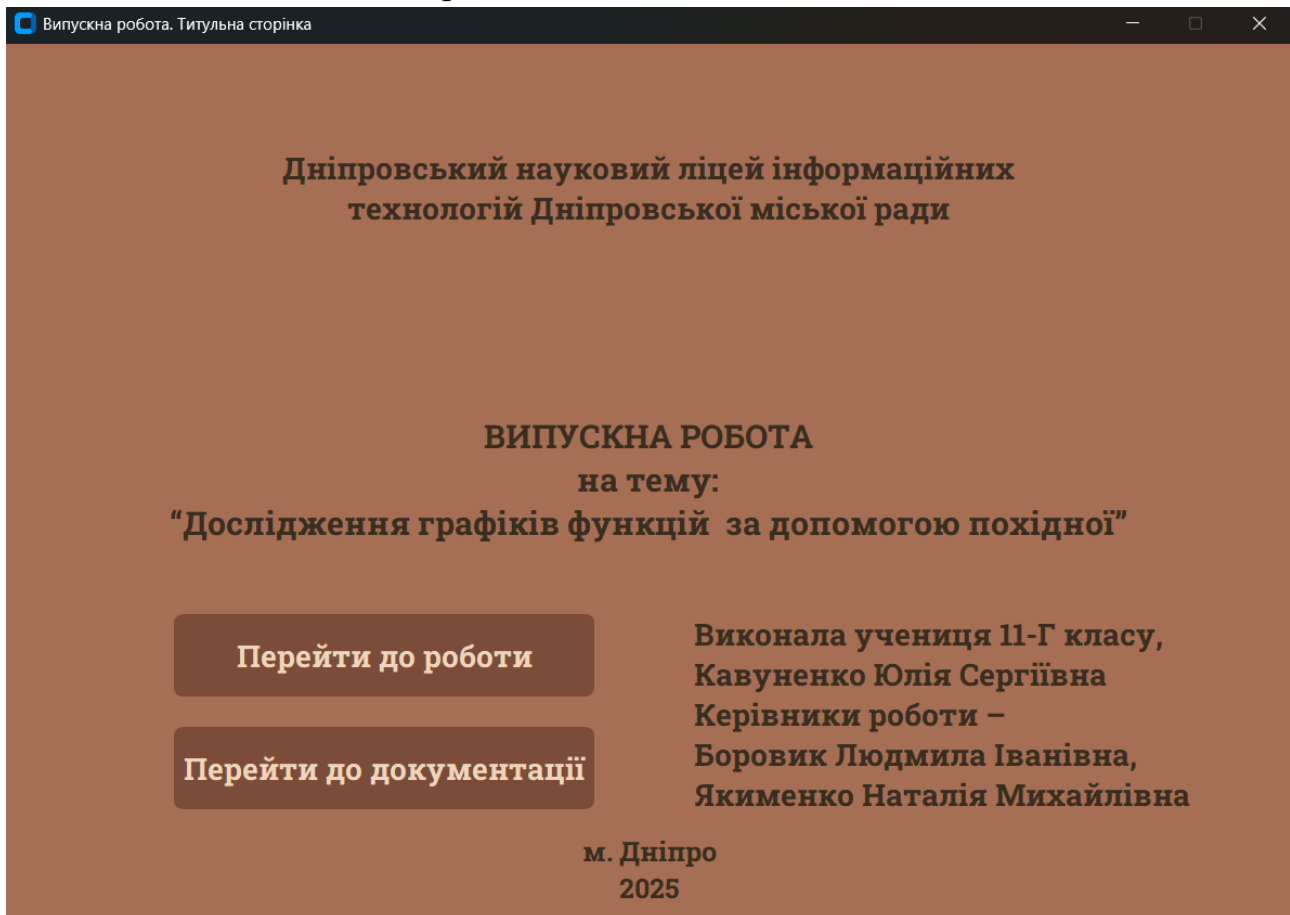 Випускна робота. Титульна сторінка
Дніпровський науковий ліцей інформаційних
технологій Дніпровської міської ради
ВИПУСКНА РОБОТА
на тему:
“Дослідження графіків функцій  за допомогою похідної”
Перейти до роботи
Перейти до документації
Виконала учениця 11-Г класу,
Кавуненко Юлія Сергіївна
Керівники роботи –
Боровик Людмила Іванівна,
Якименко Наталія Михайлівна
м. Дніпро
2025